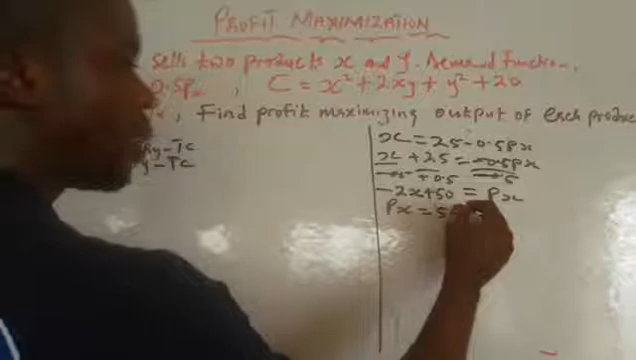 PROFIT MAXIMIZATION
sells two products x and y. Demand function.
0.5Px , C = x² + 2xy + y² + 20
, Find profit maximizing output of each produc
Ry - TC
y - TC
x = 25 - 0.5Px
x + 25 = -0.5Px
+0.5
-2x+50 = Px
Px =